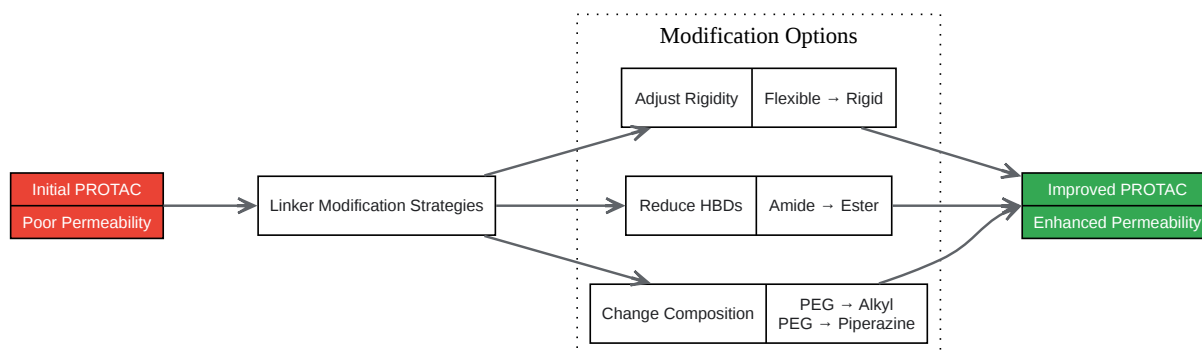 Modification Options
Adjust Rigidity
Flexible → Rigid
Initial PROTAC
Poor Permeability
Linker Modification Strategies
Reduce HBDs
Amide → Ester
Improved PROTAC
Enhanced Permeability
Change Composition
PEG → Alkyl
PEG → Piperazine